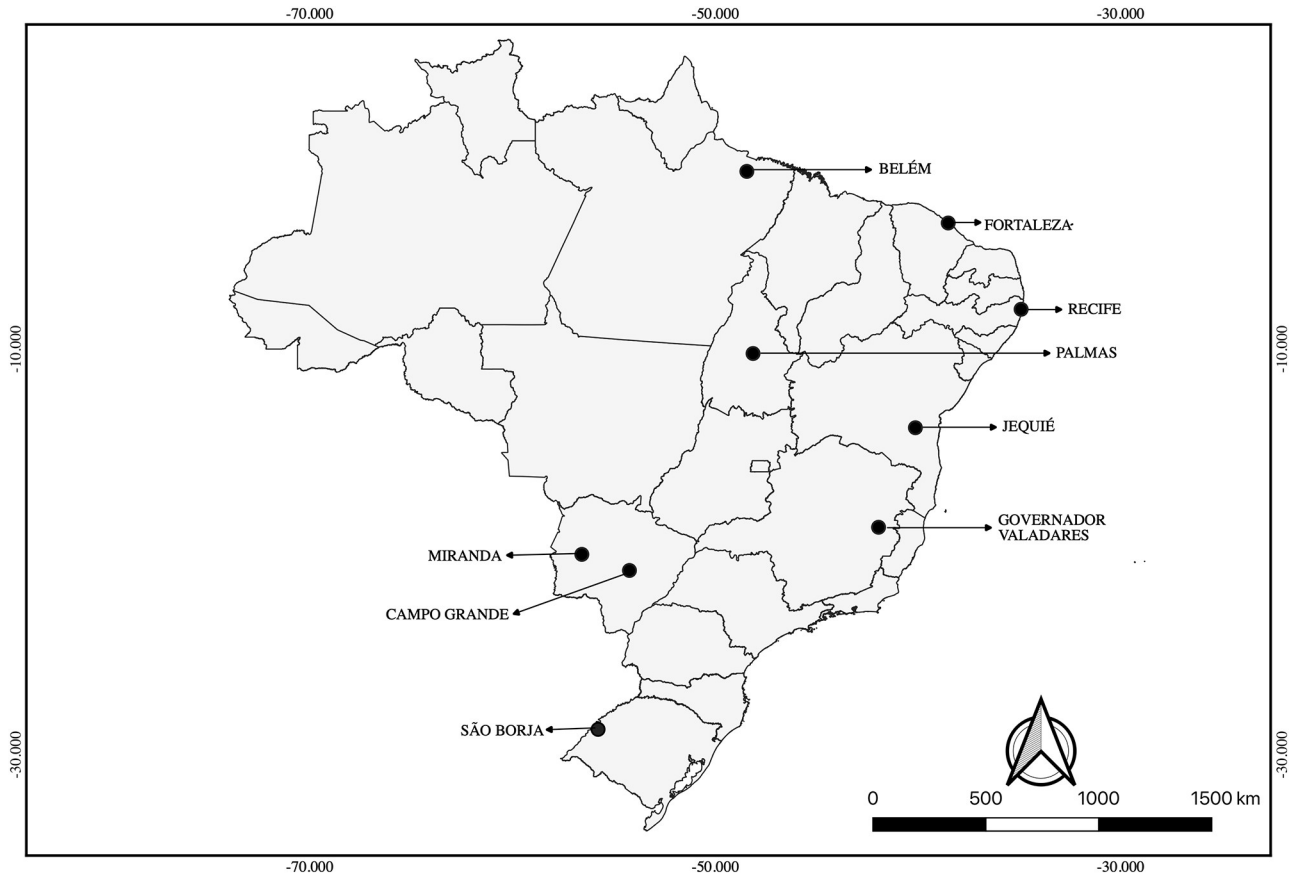 -70.000
-50.000
-30.000
BELÉM
FORTALEZA
RECIFE
-10.000
-10.000
PALMAS
JEQUIÉ
GOVERNADOR
VALADARES
MIRANDA
CAMPO GRANDE
SÃO BORJA
-30.000
-30.000
0
500
1000
1500 km
-70.000
-50.000
-30.000